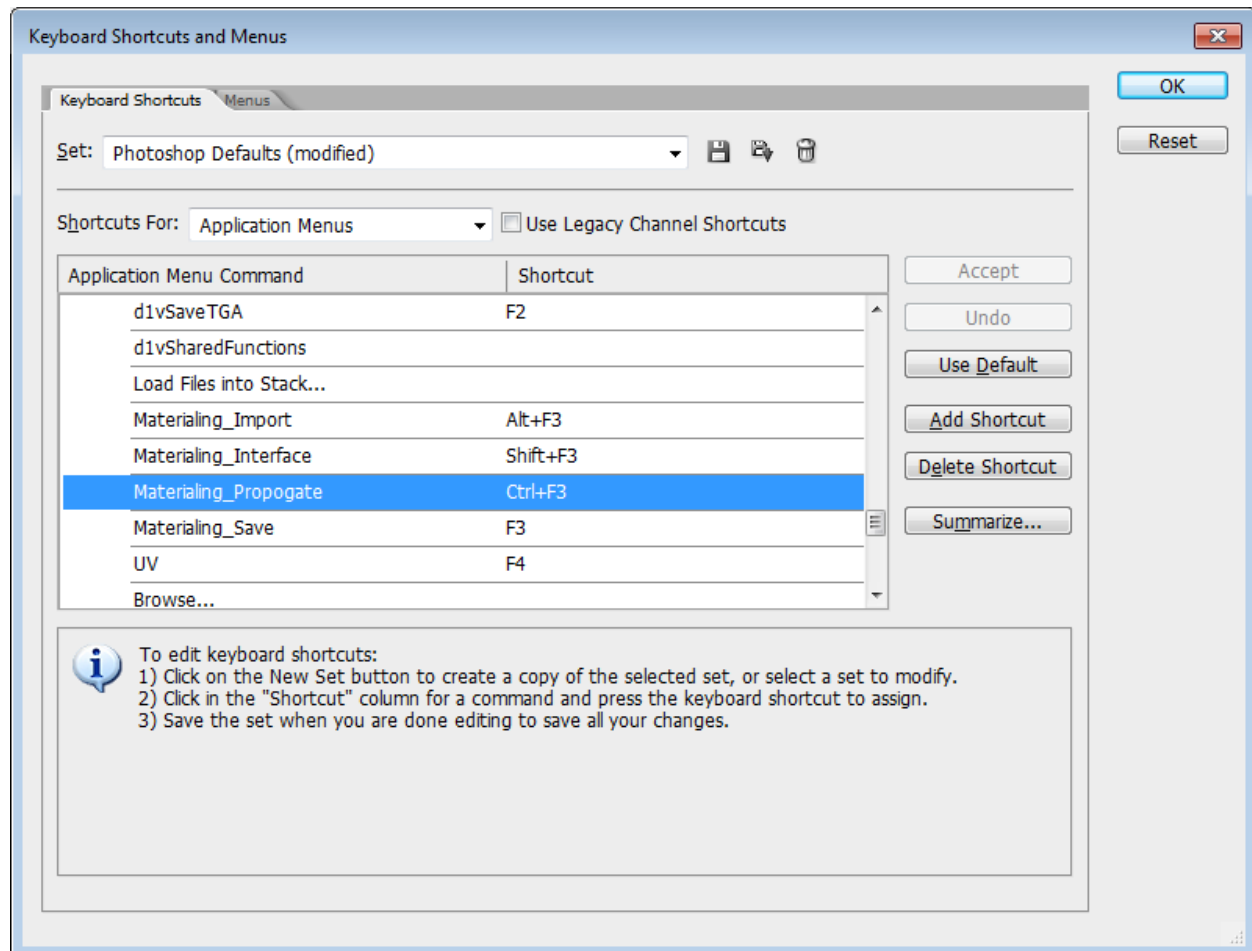 Keyboard Shortcuts and Menus
OK
Reset
Keyboard Shortcuts Menus
Set: Photoshop Defaults (modified)
Shortcuts For: Application Menus Use Legacy Channel Shortcuts
Application Menu Command Shortcut
Accept
d1vSaveTGA F2
Undo
d1vSharedFunctions
Use Default
Load Files into Stack...
Materialing_Import Alt+F3
Add Shortcut
Materialing_Interface Shift+F3
Delete Shortcut
Materialing_Propogate Ctrl+F3
Materialing_Save F3
Summarize...
UV F4
Browse...
To edit keyboard shortcuts:
1) Click on the New Set button to create a copy of the selected set, or select a set to modify.
2) Click in the "Shortcut" column for a command and press the keyboard shortcut to assign.
3) Save the set when you are done editing to save all your changes.